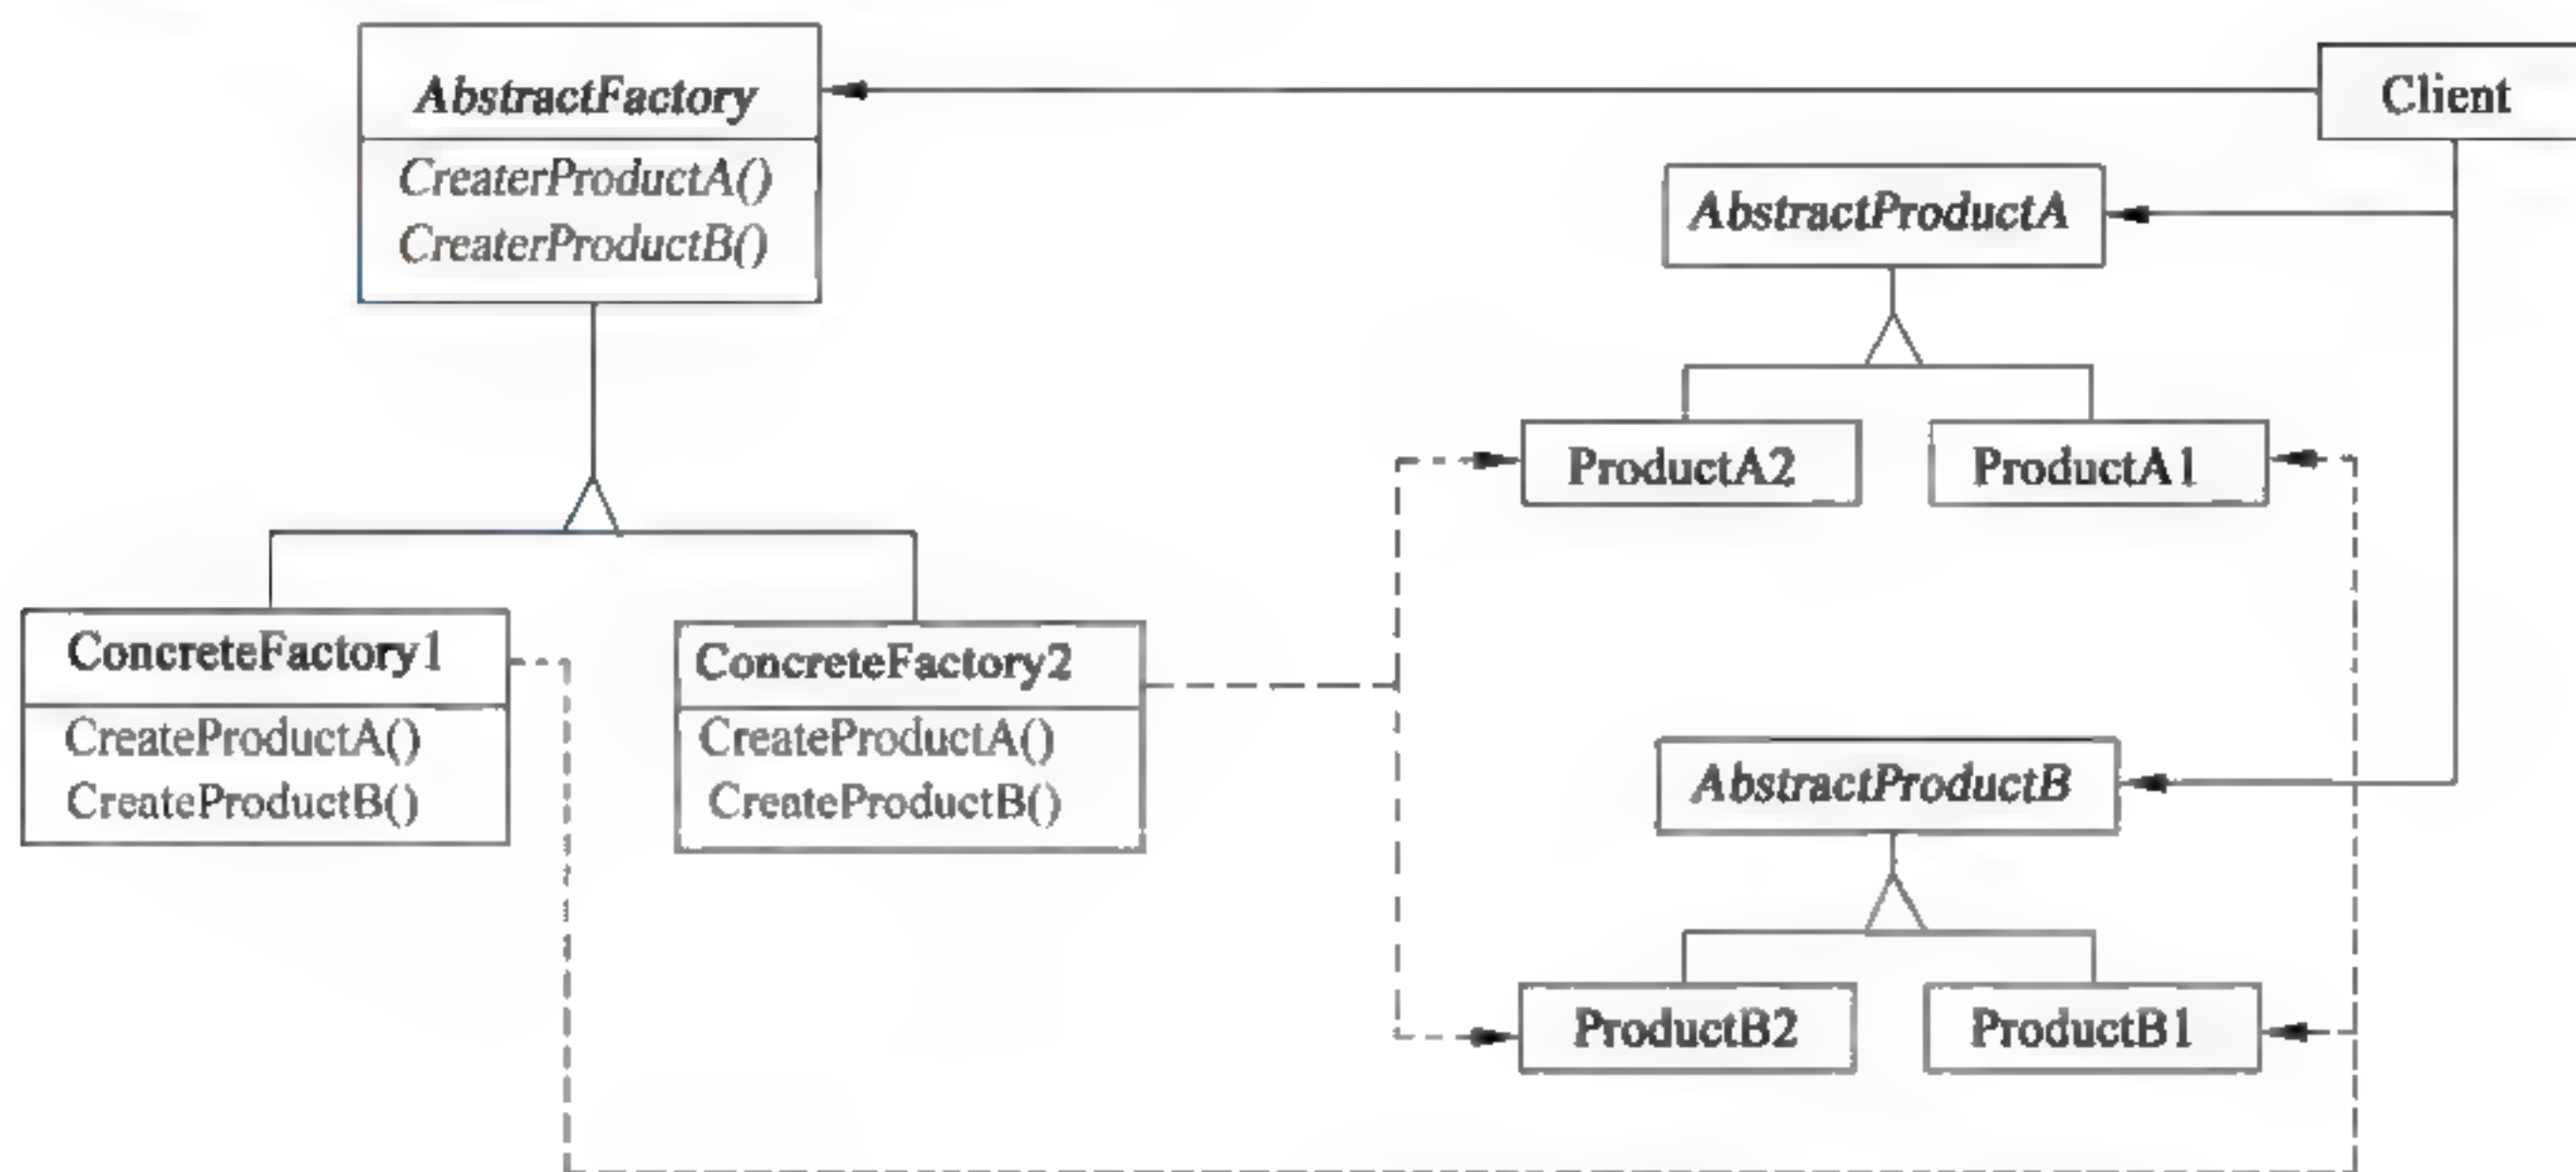 AbstractFactory
CreaterProductA()
CreaterProductB()
Client
AbstractProductA
ProductA2
ProductA1
ConcreteFactory1
CreateProductA()
CreateProductB()
ConcreteFactory2
CreateProductA()
CreateProductB()
AbstractProductB
ProductB2
ProductB1